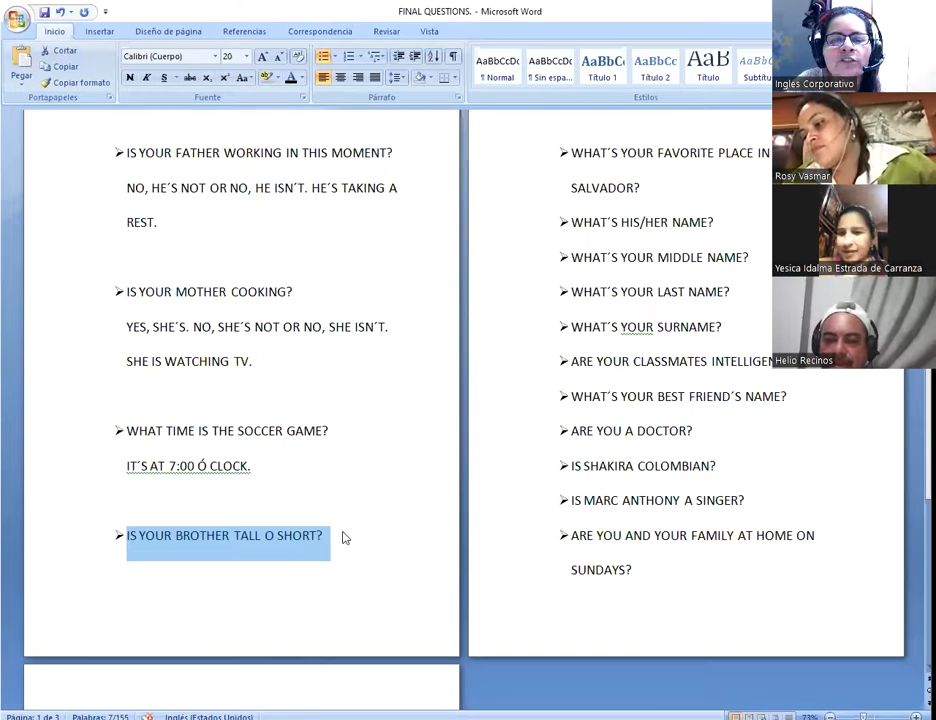 FINAL QUESTIONS. - Microsoft Word
Inicio Insertar Diseño de página Referencias Correspondencia Revisar Vista
Pegar
Cortar
Copiar
Copiar formato
Portapapeles
Calibri (Cuerpo) 20
Fuente
Párrafo
AaBbCcDc AaBbCcDc AaBbC AaBbCc AaB
¶ Normal ¶ Sin espa... Título 1 Título 2 Título
Estilos
IS YOUR FATHER WORKING IN THIS MOMENT?
NO, HE´S NOT OR NO, HE ISN´T. HE´S TAKING A
REST.
IS YOUR MOTHER COOKING?
YES, SHE´S. NO, SHE´S NOT OR NO, SHE ISN´T.
SHE IS WATCHING TV.
WHAT TIME IS THE SOCCER GAME?
IT´S AT 7:00 Ó CLOCK.
IS YOUR BROTHER TALL O SHORT?
WHAT´S YOUR FAVORITE PLACE IN
SALVADOR?
WHAT´S HIS/HER NAME?
WHAT´S YOUR MIDDLE NAME?
WHAT´S YOUR LAST NAME?
WHAT´S YOUR SURNAME?
ARE YOUR CLASSMATES INTELLIGEN
WHAT´S YOUR BEST FRIEND´S NAME?
ARE YOU A DOCTOR?
IS SHAKIRA COLOMBIAN?
IS MARC ANTHONY A SINGER?
ARE YOU AND YOUR FAMILY AT HOME ON
SUNDAYS?
Ingles Corporativo
Rosy Vasmar
Yesica Idalma Estrada de Carranza
Helio Recinos
Página: 1 de 3 Palabras: 7/155 Inglés (Estados Unidos) 73%